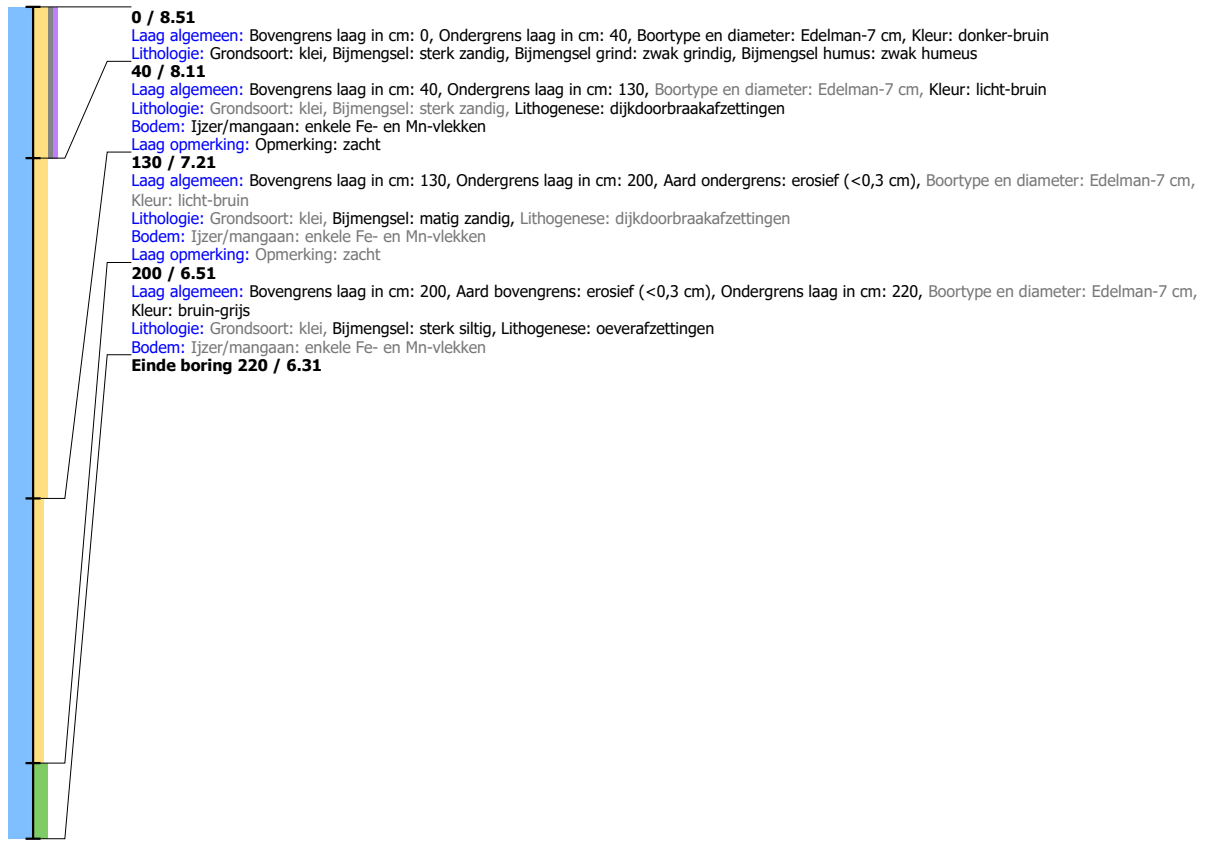 0 / 8.51
Laag algemeen: Bovengrens laag in cm: 0, Ondergrens laag in cm: 40, Boortype en diameter: Edelman-7 cm, Kleur: donker-bruin
Lithologie: Grondsoort: klei, Bijmengsel: sterk zandig, Bijmengsel grind: zwak grindig, Bijmengsel humus: zwak humeus
40 / 8.11
Laag algemeen: Bovengrens laag in cm: 40, Ondergrens laag in cm: 130, Boortype en diameter: Edelman-7 cm, Kleur: licht-bruin
Lithologie: Grondsoort: klei, Bijmengsel: sterk zandig, Lithogenese: dijkdoorbraakafzettingen
Bodem: Ijzer/mangaan: enkele Fe- en Mn-vlekken
Laag opmerking: Opmerking: zacht
130 / 7.21
Laag algemeen: Bovengrens laag in cm: 130, Ondergrens laag in cm: 200, Aard ondergrens: erosief (<0,3 cm), Boortype en diameter: Edelman-7 cm,
Kleur: licht-bruin
Lithologie: Grondsoort: klei, Bijmengsel: matig zandig, Lithogenese: dijkdoorbraakafzettingen
Bodem: Ijzer/mangaan: enkele Fe- en Mn-vlekken
Laag opmerking: Opmerking: zacht
200 / 6.51
Laag algemeen: Bovengrens laag in cm: 200, Aard bovengrens: erosief (<0,3 cm), Ondergrens laag in cm: 220, Boortype en diameter: Edelman-7 cm,
Kleur: bruin-grijs
Lithologie: Grondsoort: klei, Bijmengsel: sterk siltig, Lithogenese: oeverafzettingen
Bodem: Ijzer/mangaan: enkele Fe- en Mn-vlekken
Einde boring 220 / 6.31